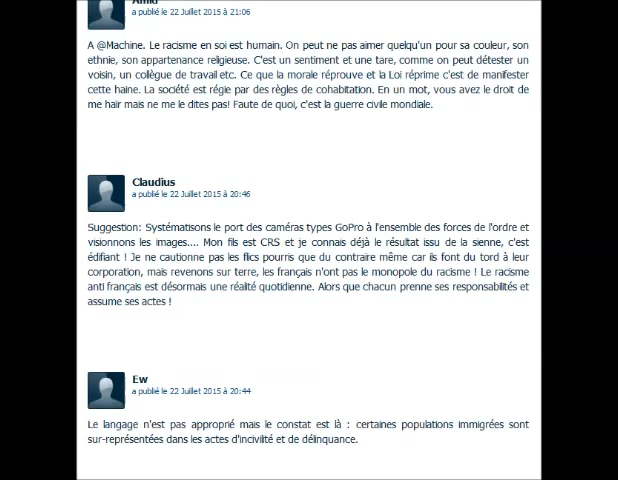 Amid
a publié le 22 Juillet 2015 à 21:06
A @Machine. Le racisme en soi est humain. On peut ne pas aimer quelqu'un pour sa couleur, son
ethnie, son appartenance religieuse. C'est un sentiment et une tare, comme on peut détester un
voisin, un collègue de travail etc. Ce que la morale réprouve et la Loi réprime c'est de manifester
cette haine. La société est régie par des règles de cohabitation. En un mot, vous avez le droit de
me hair mais ne me le dites pas! Faute de quoi, c'est la guerre civile mondiale.
Claudius
a publié le 22 Juillet 2015 à 20:46
Suggestion: Systématisons le port des caméras types GoPro à l'ensemble des forces de l'ordre et
visionnons les images.... Mon fils est CRS et je connais déjà le résultat issu de la sienne, c'est
édifiant ! Je ne cautionne pas les flics pourris que du contraire même car ils font du tord à leur
corporation, mais revenons sur terre, les français n'ont pas le monopole du racisme ! Le racisme
anti français est désormais une réalité quotidienne. Alors que chacun prenne ses responsabilités et
assume ses actes !
Ew
a publié le 22 Juillet 2015 à 20:44
Le langage n'est pas approprié mais le constat est là : certaines populations immigrées sont
sur-représentées dans les actes d'incivilité et de délinquance.